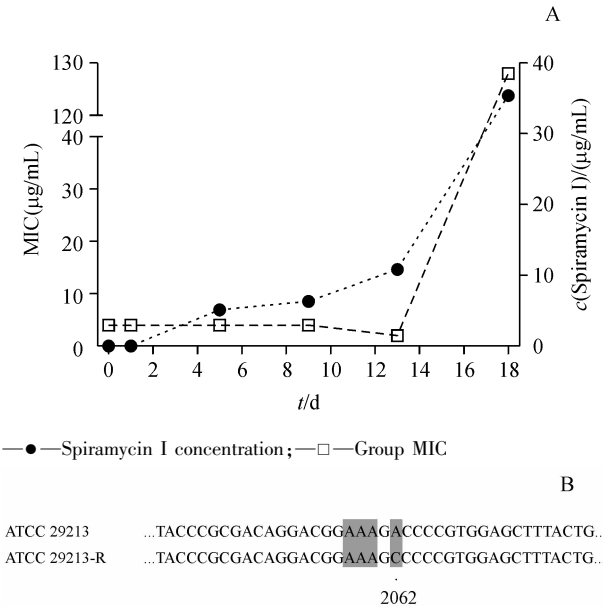 A
130
120
40
30
20
10
0
MIC(μg/mL)
40
30
20
10
0
c(Spiramycin I)/(μg/mL)
0 2 4 6 8 10 12 14 16 18
t/d
Spiramycin I concentration; Group MIC
B
ATCC 29213 ...TACCCGCGACAGGACGGAAAGACCCCGTGGAGCTTTACTG...
ATCC 29213-R ...TACCCGCGACAGGACGGAAAGCCCCCGTGGAGCTTTACTG...
2062